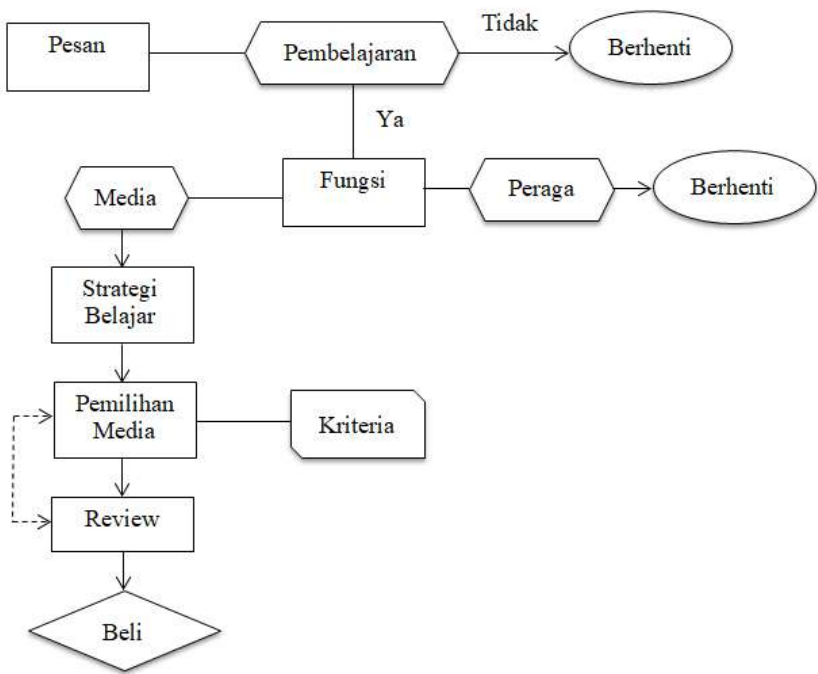 Pesan
Pembelajaran
Tidak
Berhenti
Ya
Media
Fungsi
Peraga
Berhenti
Strategi
Belajar
Pemilihan
Media
Kriteria
Review
Beli